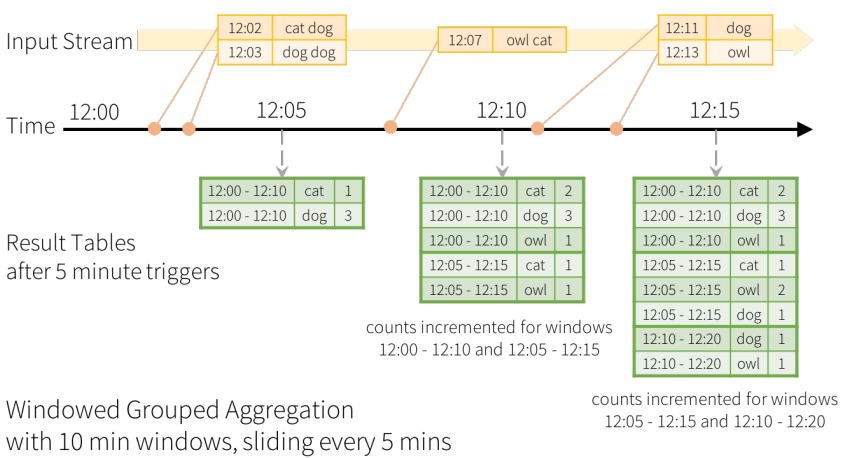 Input Stream
12:02 cat dog
12:03 dog dog
12:07 owl cat
12:11 dog
12:13 owl
Time
12:00
12:05
12:10
12:15
Result Tables
after 5 minute triggers
12:00 - 12:10 cat 1
12:00 - 12:10 dog 3
12:00 - 12:10 cat 2
12:00 - 12:10 dog 3
12:00 - 12:10 owl 1
12:05 - 12:15 cat 1
12:05 - 12:15 owl 1
counts incremented for windows
12:00 - 12:10 and 12:05 - 12:15
12:00 - 12:10 cat 2
12:00 - 12:10 dog 3
12:00 - 12:10 owl 1
12:05 - 12:15 cat 1
12:05 - 12:15 owl 2
12:05 - 12:15 dog 1
12:10 - 12:20 dog 1
12:10 - 12:20 owl 1
counts incremented for windows
12:05 - 12:15 and 12:10 - 12:20
Windowed Grouped Aggregation
with 10 min windows, sliding every 5 mins